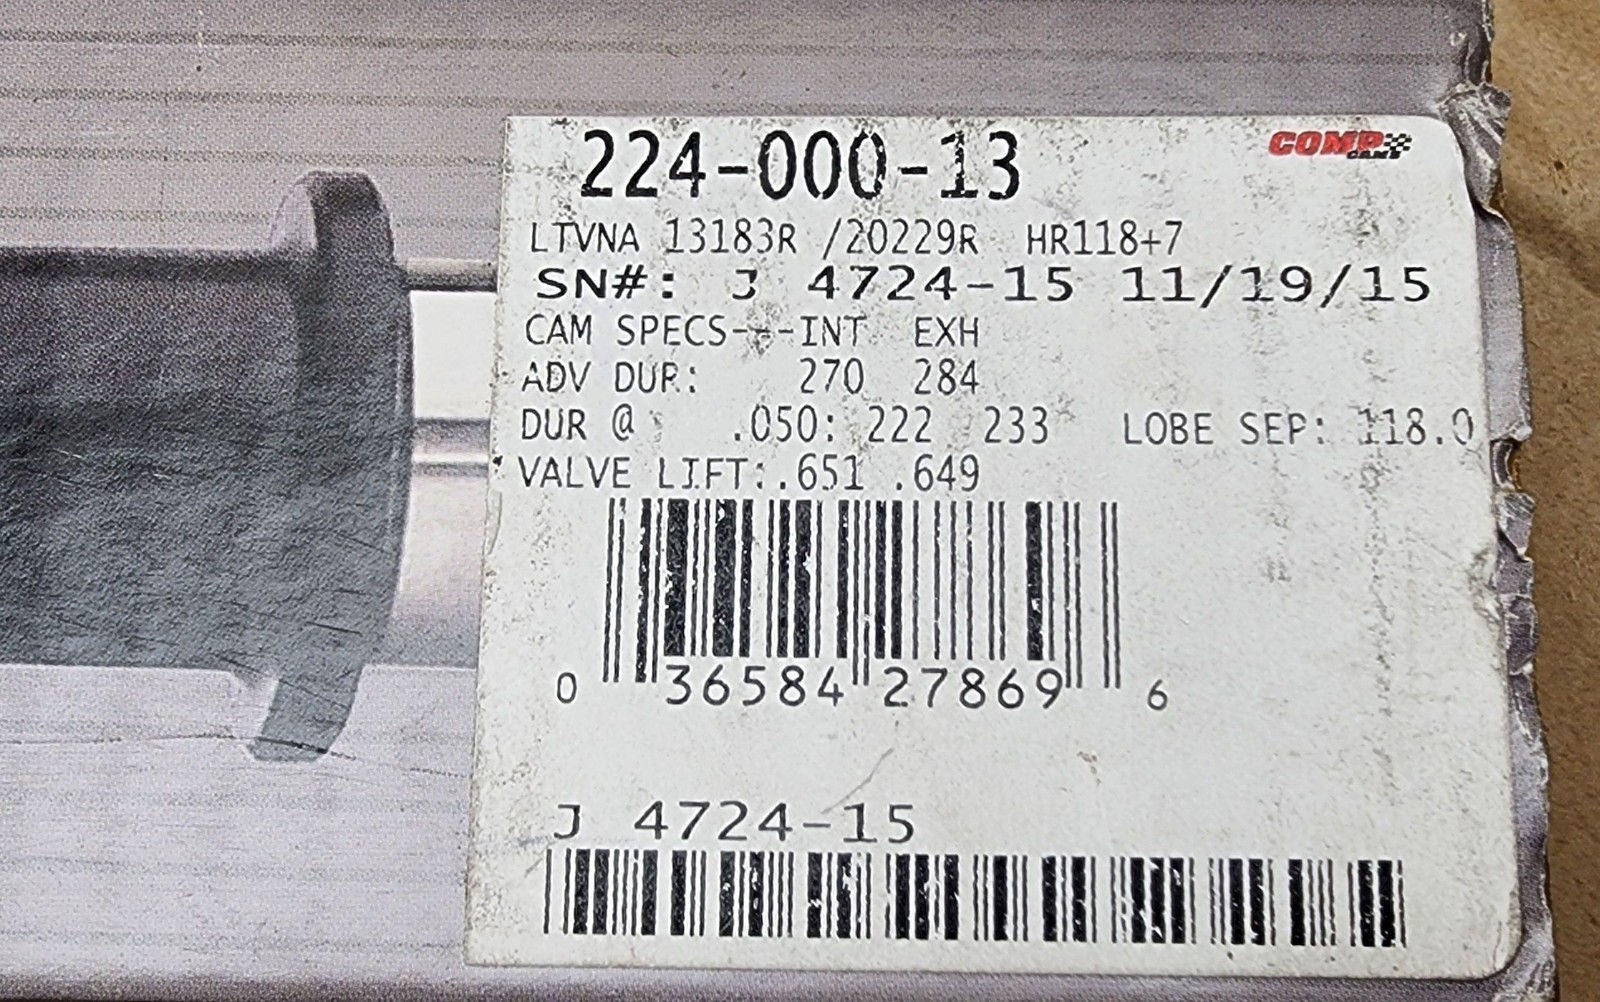 224-000-13
COMP
CAMS
LTVNA 13183R /20229R HR118+7
SN#: J 4724-15 11/19/15
CAM SPECS---INT EXH
ADV DUR: 270 284
DUR @ .050: 222 233 LOBE SEP: 118.0
VALVE LIFT:.651 .649
0 36584 27869 6
J 4724-15